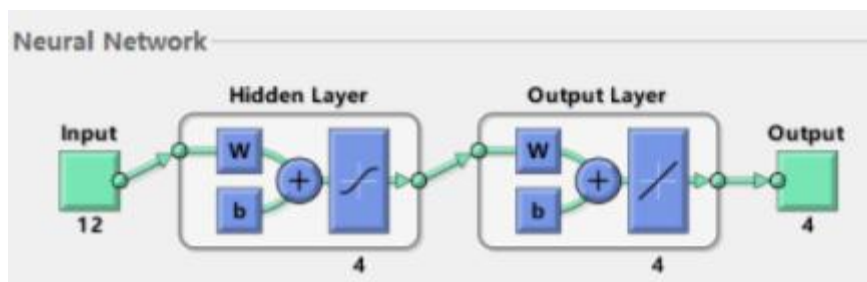 Neural Network
Hidden Layer
Output Layer
Input
Output
W
W
+
+
b
b
12
4
4
4